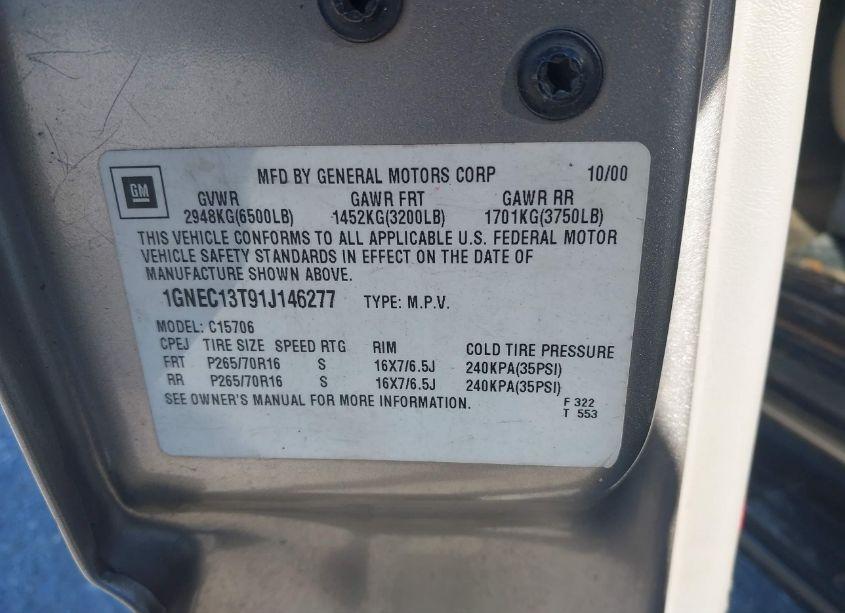 GM
MFD BY GENERAL MOTORS CORP 10/00
GVWR GAWR FRT GAWR RR
2948KG(6500LB) 1452KG(3200LB) 1701KG(3750LB)
THIS VEHICLE CONFORMS TO ALL APPLICABLE U.S. FEDERAL MOTOR
VEHICLE SAFETY STANDARDS IN EFFECT ON THE DATE OF
MANUFACTURE SHOWN ABOVE.
1GNEC13T91J146277 TYPE: M.P.V.
MODEL: C15706
CPEJ TIRE SIZE SPEED RTG RIM COLD TIRE PRESSURE
FRT P265/70R16 S 16X7/6.5J 240KPA(35PSI)
RR P265/70R16 S 16X7/6.5J 240KPA(35PSI)
SEE OWNER'S MANUAL FOR MORE INFORMATION. F 322
T 553